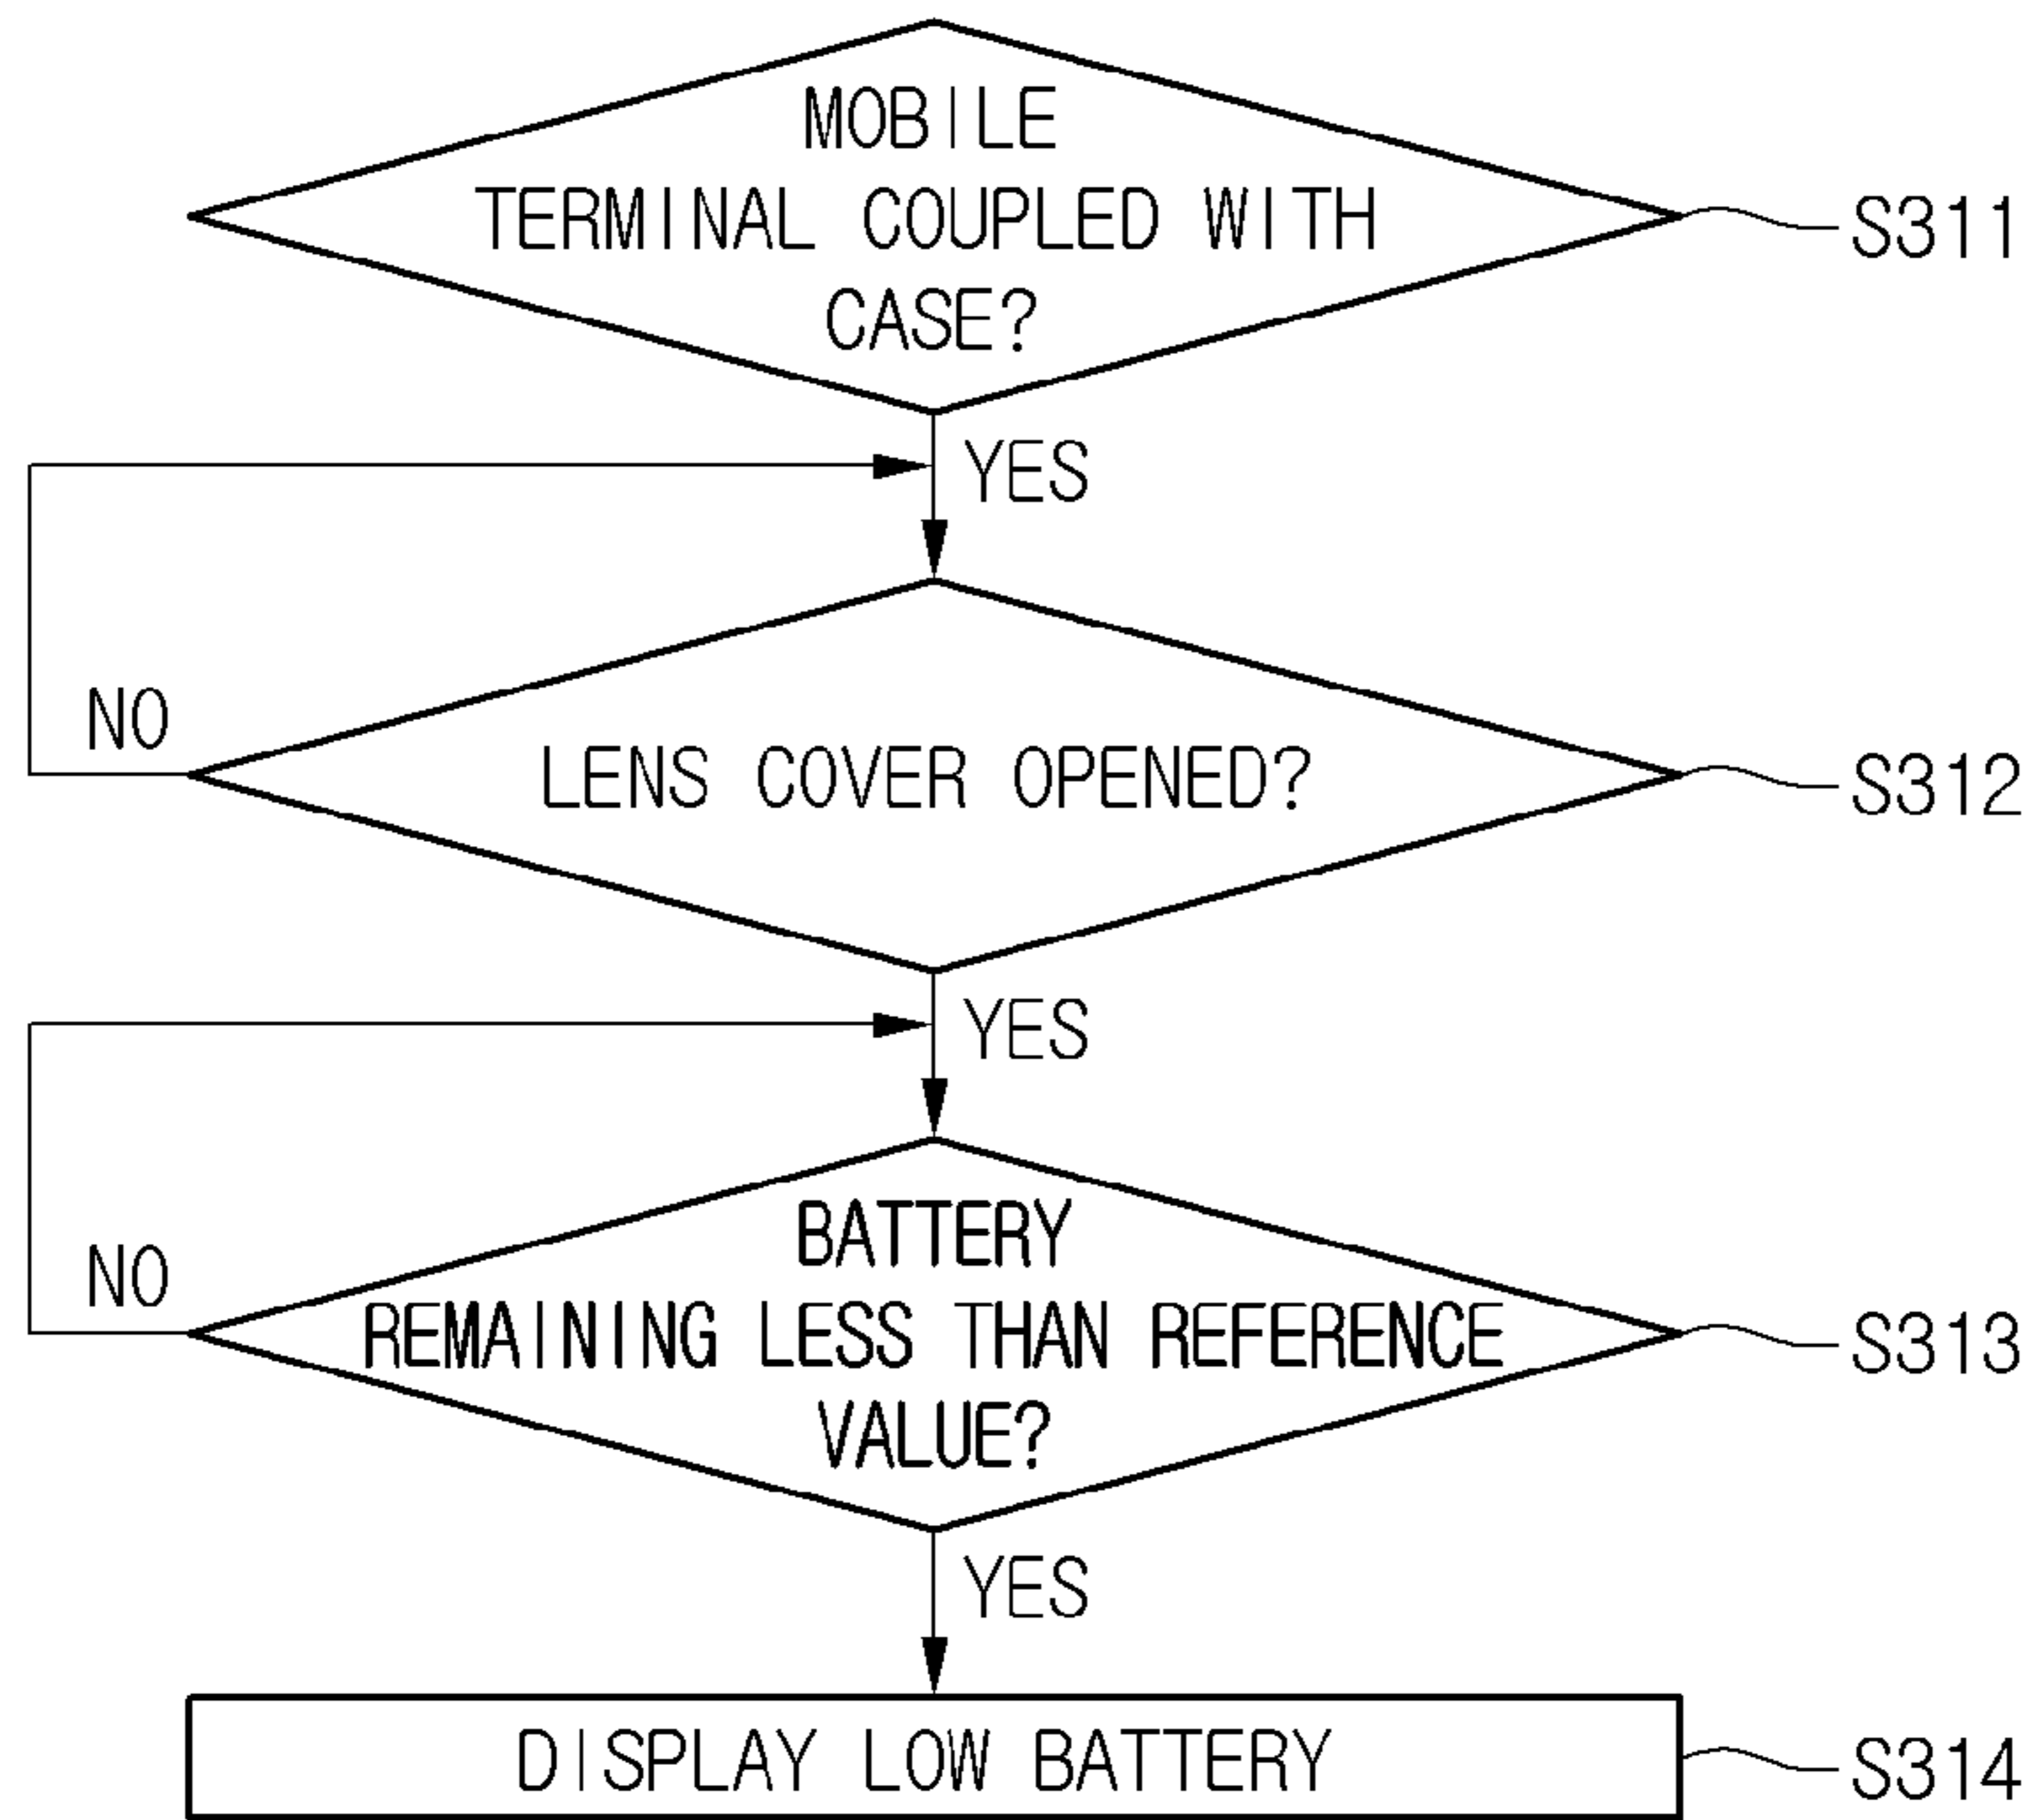 MOBILE
TERMINAL COUPLED WITH
CASE?
S311
YES
NO
LENS COVER OPENED?
S312
YES
NO
BATTERY
REMAINING LESS THAN REFERENCE
VALUE?
S313
YES
DISPLAY LOW BATTERY
S314